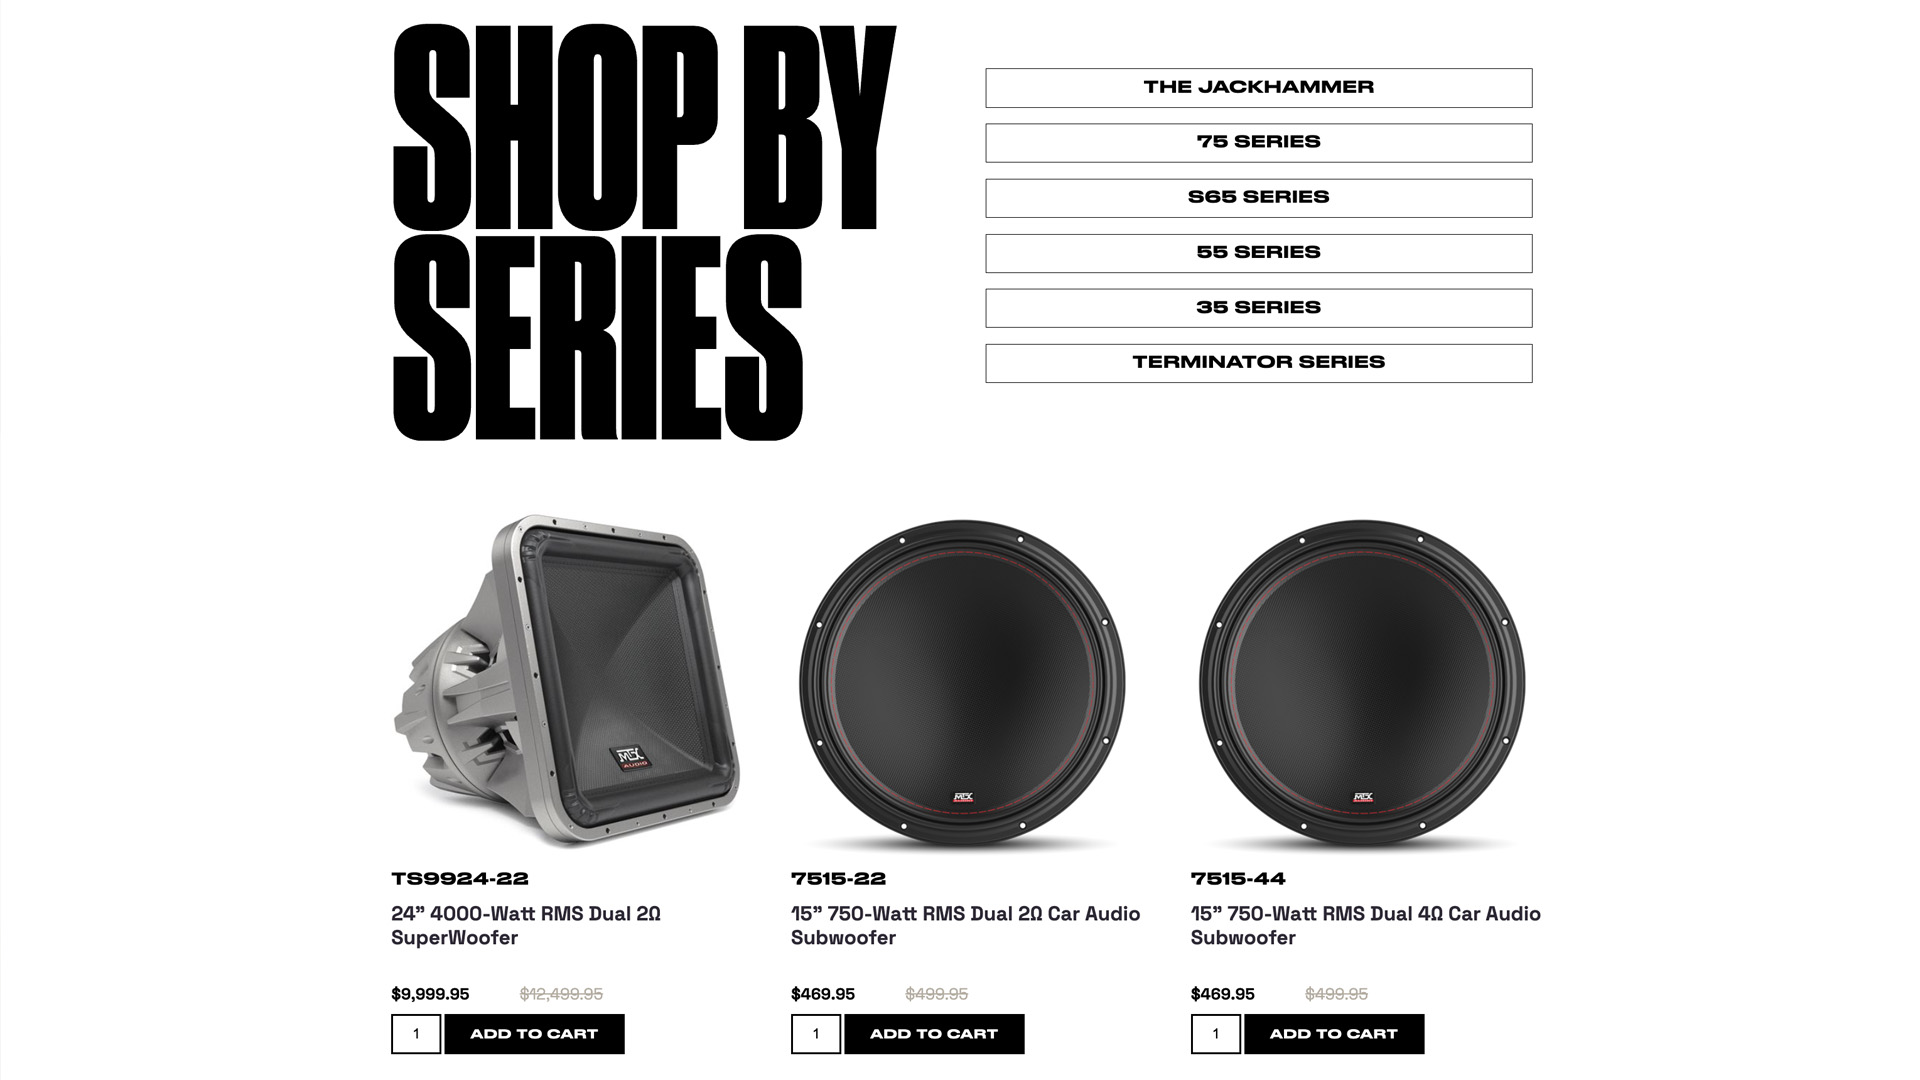 SHOP BY
SERIES
THE JACKHAMMER
75 SERIES
S65 SERIES
55 SERIES
35 SERIES
TERMINATOR SERIES
MTX
AUDIO
MTX
MTX
TS9924-22
24” 4000-Watt RMS Dual 2Ω
SuperWoofer
$9,999.95 $12,499.95
1 ADD TO CART
7515-22
15” 750-Watt RMS Dual 2Ω Car Audio
Subwoofer
$469.95 $499.95
1 ADD TO CART
7515-44
15” 750-Watt RMS Dual 4Ω Car Audio
Subwoofer
$469.95 $499.95
1 ADD TO CART